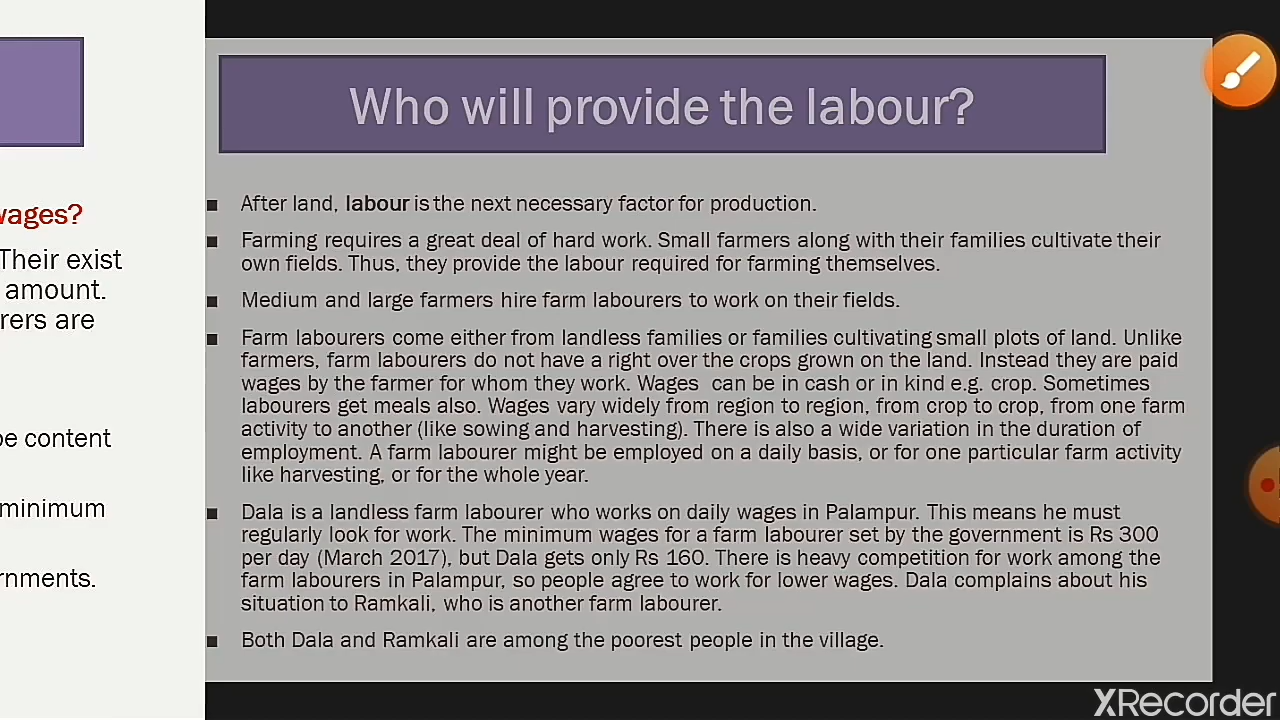 wages?
Their exist
amount.
rers are
be content
minimum
rnments.
Who will provide the labour?
After land, labour is the next necessary factor for production.
Farming requires a great deal of hard work. Small farmers along with their families cultivate their
own fields. Thus, they provide the labour required for farming themselves.
Medium and large farmers hire farm labourers to work on their fields.
Farm labourers come either from landless families or families cultivating small plots of land. Unlike
farmers, farm labourers do not have a right over the crops grown on the land. Instead they are paid
wages by the farmer for whom they work. Wages can be in cash or in kind e.g. crop. Sometimes
labourers get meals also. Wages vary widely from region to region, from crop to crop, from one farm
activity to another (like sowing and harvesting). There is also a wide variation in the duration of
employment. A farm labourer might be employed on a daily basis, or for one particular farm activity
like harvesting, or for the whole year.
Dala is a landless farm labourer who works on daily wages in Palampur. This means he must
regularly look for work. The minimum wages for a farm labourer set by the government is Rs 300
per day (March 2017), but Dala gets only Rs 160. There is heavy competition for work among the
farm labourers in Palampur, so people agree to work for lower wages. Dala complains about his
situation to Ramkali, who is another farm labourer.
Both Dala and Ramkali are among the poorest people in the village.
XRecorder